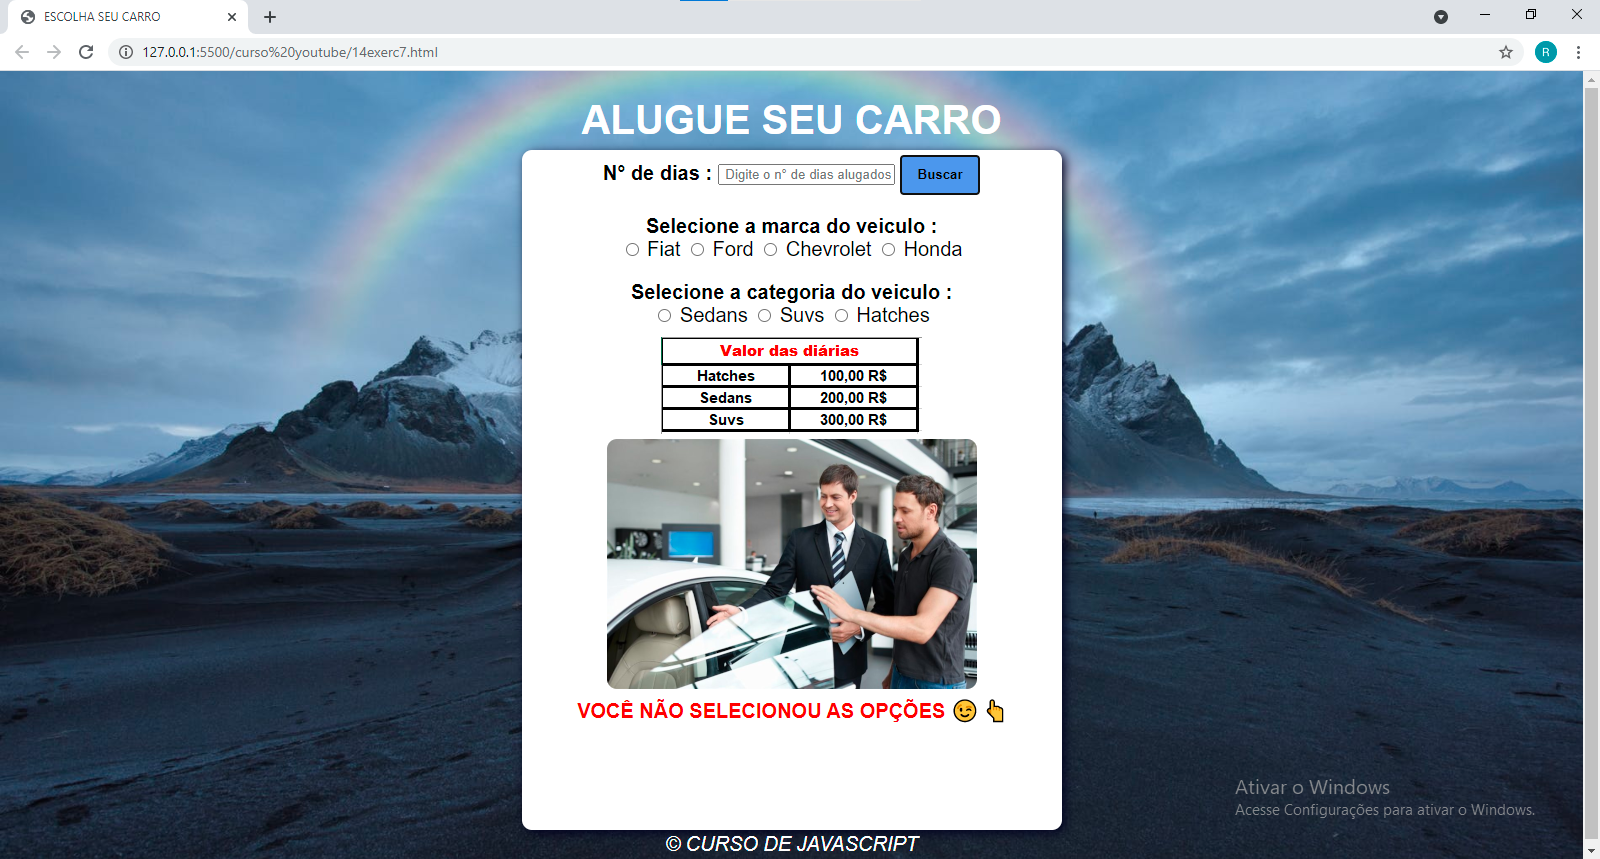 ESCOLHA SEU CARRO
127.0.0.1:5500/curso%20youtube/14exerc7.html
R
ALUGUE SEU CARRO
N° de dias : Digite o n° de dias alugados Buscar
Selecione a marca do veiculo :
Fiat Ford Chevrolet Honda
Selecione a categoria do veiculo :
Sedans Suvs Hatches
Valor das diárias
Hatches 100,00 R$
Sedans 200,00 R$
Suvs 300,00 R$
VOCÊ NÃO SELECIONOU AS OPÇÕES 😉 👆
Ativar o Windows
Acesse Configurações para ativar o Windows.
© CURSO DE JAVASCRIPT